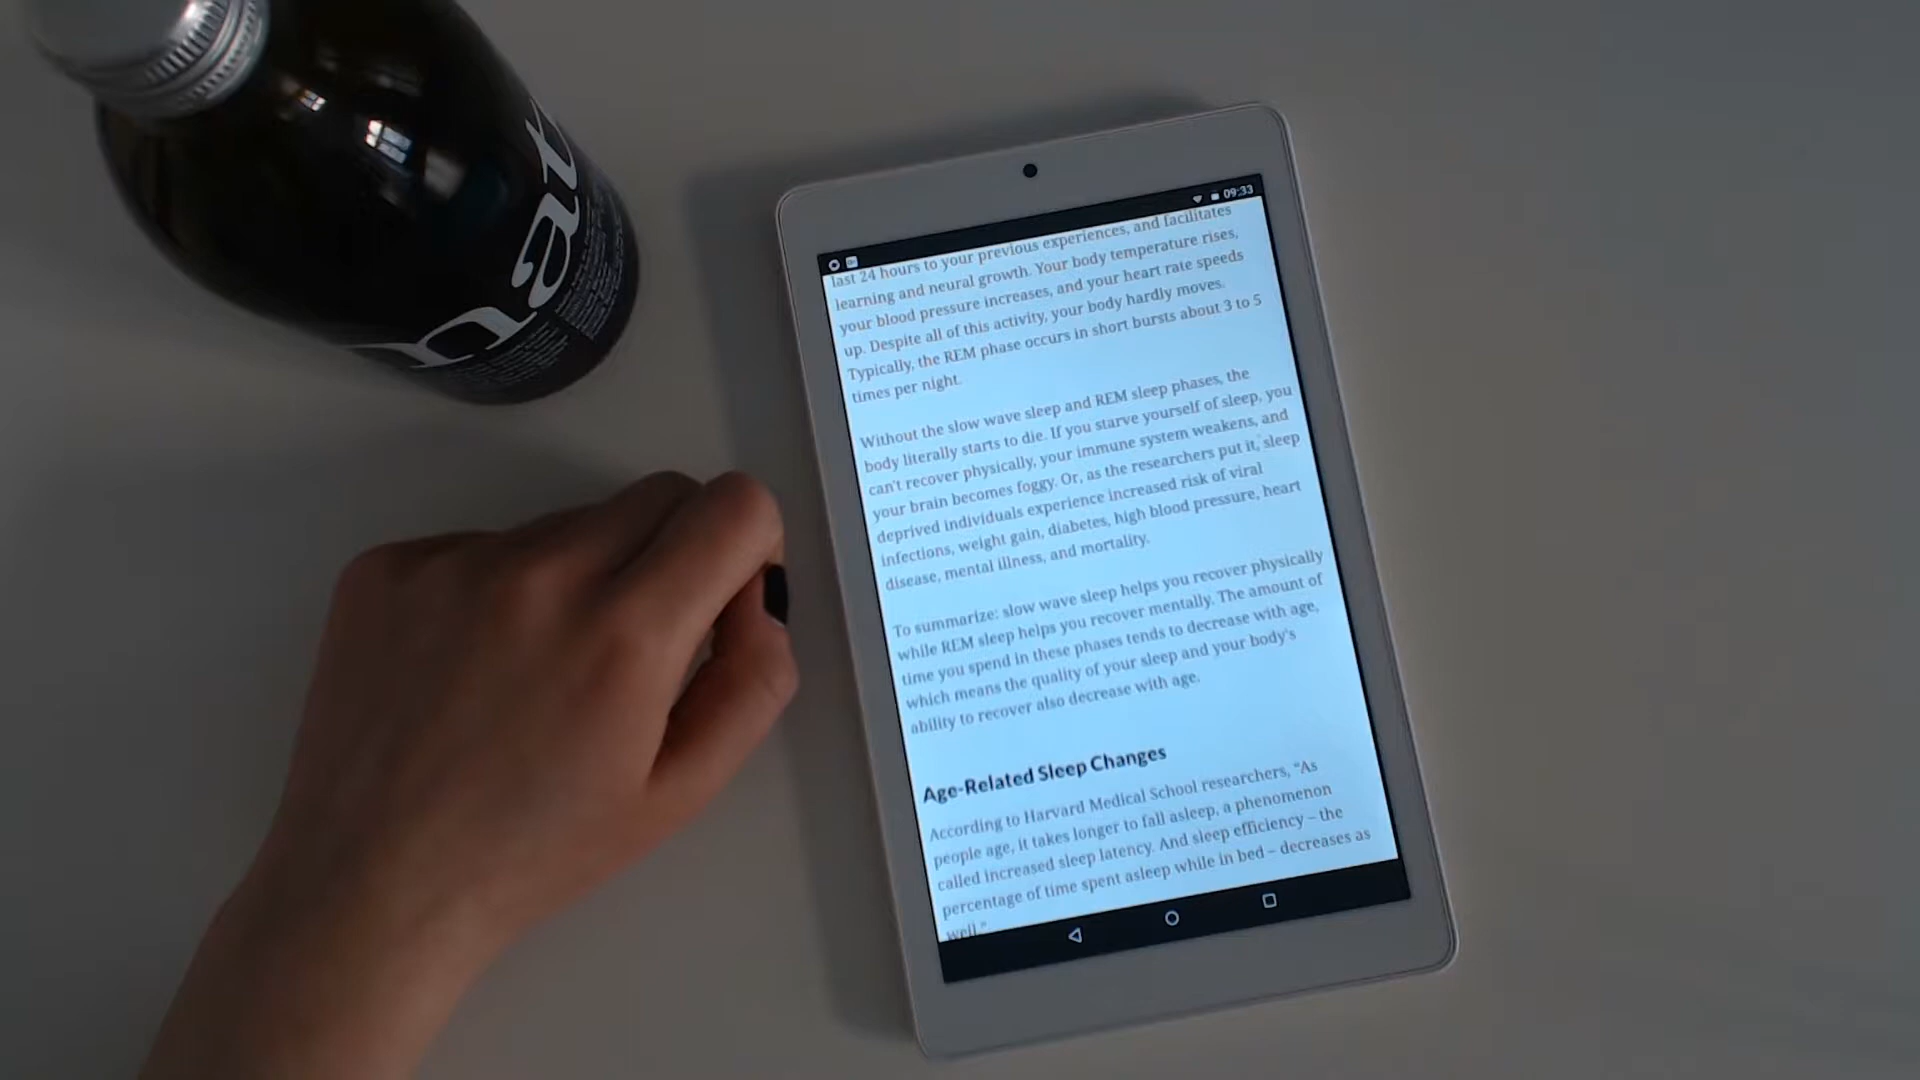 nat
09:33
last 24 hours to your previous experiences, and facilitates
learning and neural growth. Your body temperature rises,
your blood pressure increases, and your heart rate speeds
up. Despite all of this activity, your body hardly moves.
Typically, the REM phase occurs in short bursts about 3 to 5
times per night.
Without the slow wave sleep and REM sleep phases, the
body literally starts to die. If you starve yourself of sleep, you
can't recover physically, your immune system weakens, and
your brain becomes foggy. Or, as the researchers put it, sleep
deprived individuals experience increased risk of viral
infections, weight gain, diabetes, high blood pressure, heart
disease, mental illness, and mortality.
To summarize: slow wave sleep helps you recover physically
while REM sleep helps you recover mentally. The amount of
time you spend in these phases tends to decrease with age,
which means the quality of your sleep and your body's
ability to recover also decrease with age.
Age-Related Sleep Changes
According to Harvard Medical School researchers, “As
people age, it takes longer to fall asleep, a phenomenon
called increased sleep latency. And sleep efficiency – the
percentage of time spent asleep while in bed – decreases as
well.”